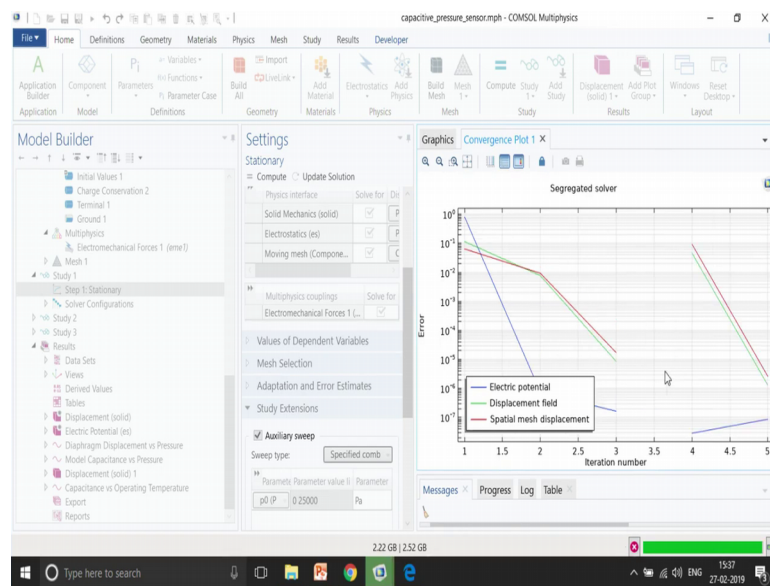 capacitive_pressure_sensor.mph - COMSOL Multiphysics
File Home Definitions Geometry Materials Physics Mesh Study Results Developer
Application Builder
Component 1
Parameters
Variables
Functions
Parameter Case
Build All
Import
LiveLink
Add Material
Electrostatics
Add Physics
Build Mesh
Mesh 1
Compute
Study 1
Add Study
Displacement (solid) 1
Add Plot Group
Windows
Reset Desktop
Application Model Definitions Geometry Materials Physics Mesh Study Results Layout
Model Builder
Initial Values 1
Charge Conservation 2
Terminal 1
Ground 1
Multiphysics
Electromechanical Forces 1 (eme1)
Mesh 1
Study 1
Step 1: Stationary
Solver Configurations
Study 2
Study 3
Results
Data Sets
Views
Derived Values
Tables
Displacement (solid)
Electric Potential (es)
Diaphragm Displacement vs Pressure
Model Capacitance vs Pressure
Displacement (solid) 1
Capacitance vs Operating Temperature
Export
Reports
Settings
Stationary
= Compute Update Solution
Physics interface Solve for Di
Solid Mechanics (solid) P
Electrostatics (es) P
Moving mesh (Compone... C
Multiphysics couplings Solve for
Electromechanical Forces 1 (...
Values of Dependent Variables
Mesh Selection
Adaptation and Error Estimates
Study Extensions
Auxiliary sweep
Sweep type: Specified comb
Paramete Parameter value li Parameter
p0 (P 0 25000 Pa
Graphics Convergence Plot 1 ×
Segregated solver
10^0
10^-1
10^-2
10^-3
10^-4
10^-5
10^-6
10^-7
Error
Electric potential
Displacement field
Spatial mesh displacement
1 1.5 2 2.5 3 3.5 4 4.5 5
Iteration number
Messages × Progress Log Table ×
2.22 GB | 2.52 GB
Type here to search
ENG
15:37
27-02-2019